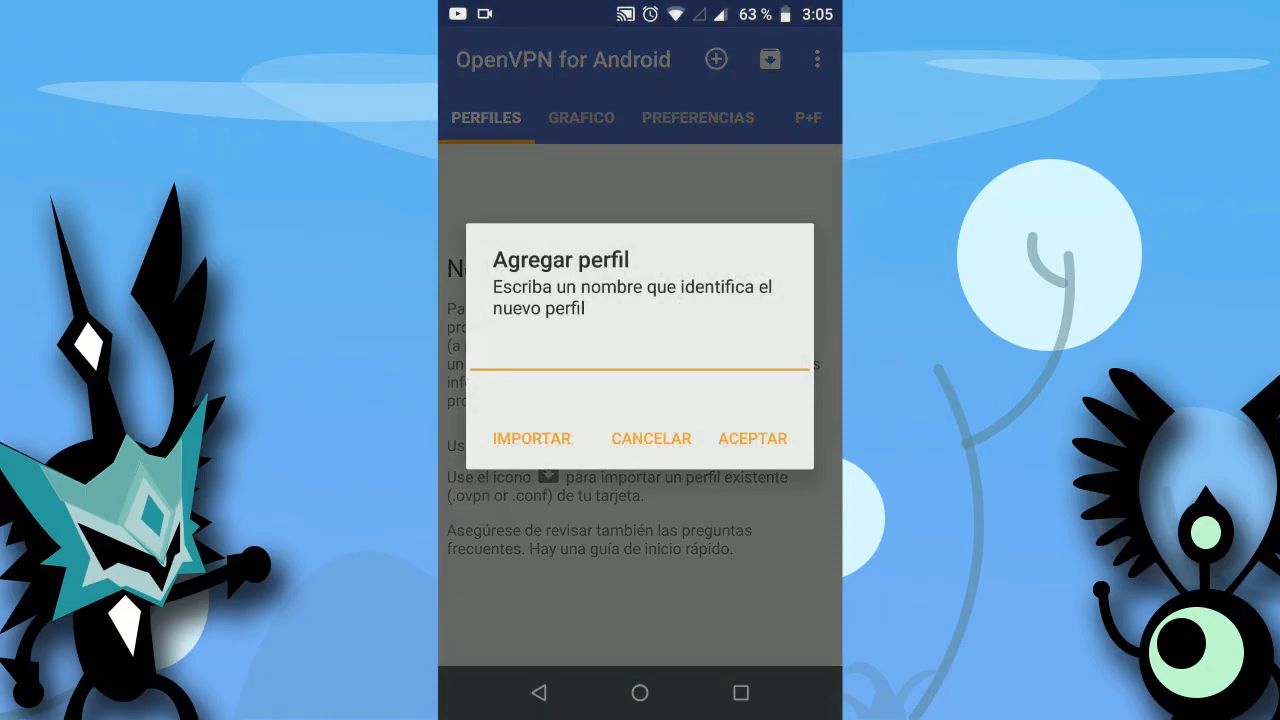 63 % 3:05
OpenVPN for Android
PERFILES GRAFICO PREFERENCIAS P+F
Agregar perfil
Escriba un nombre que identifica el
nuevo perfil
IMPORTAR CANCELAR ACEPTAR
Use el icono para importar un perfil existente
(.ovpn or .conf) de tu tarjeta.
Asegúrese de revisar también las preguntas
frecuentes. Hay una guía de inicio rápido.